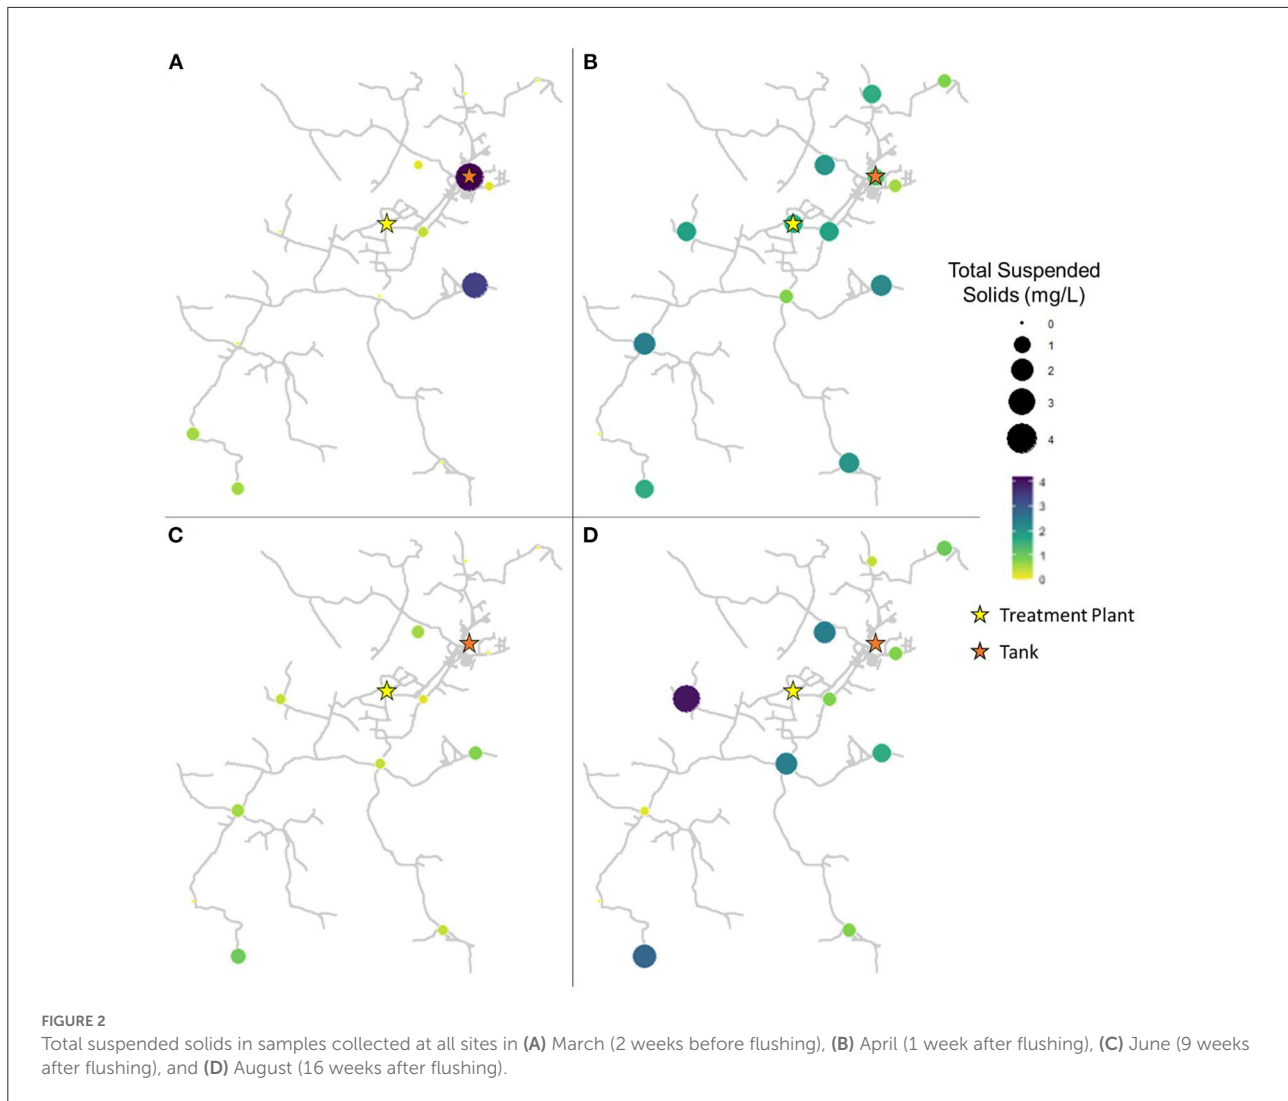 A
B
Total Suspended
Solids (mg/L)
0
1
2
3
4
4
3
2
1
0
C
D
Treatment Plant
Tank
FIGURE 2
Total suspended solids in samples collected at all sites in (A) March (2 weeks before flushing), (B) April (1 week after flushing), (C) June (9 weeks
after flushing), and (D) August (16 weeks after flushing).